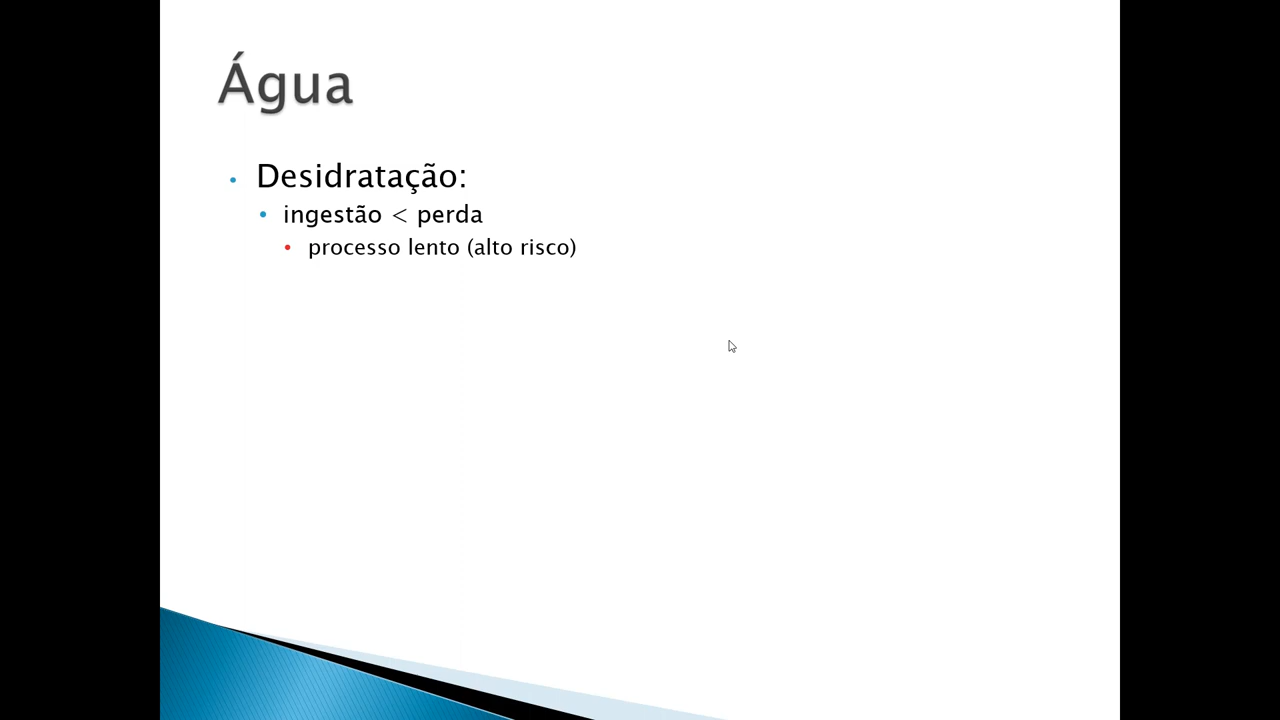 Água
• Desidratação:
• ingestão < perda
• processo lento (alto risco)